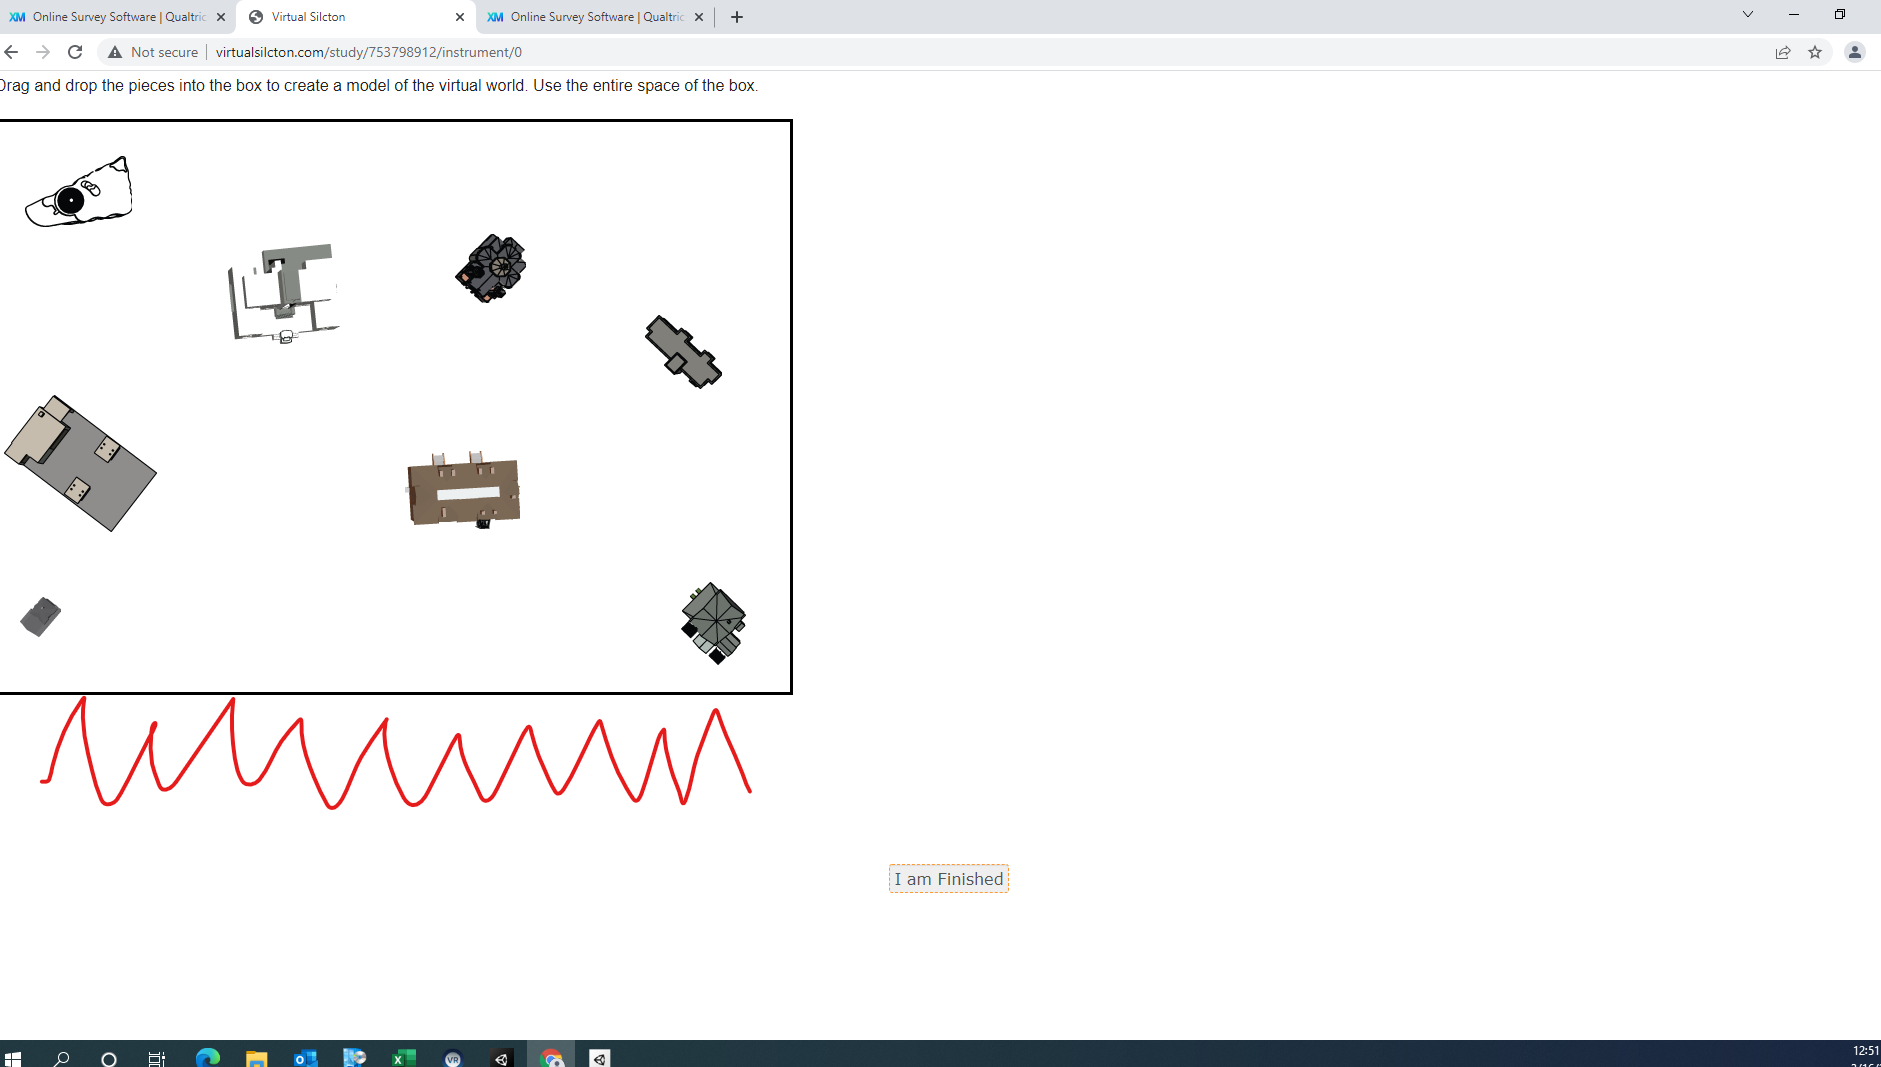 Online Survey Software | Qualtric
Virtual Silcton
Online Survey Software | Qualtric
Not secure
virtualsilcton.com/study/753798912/instrument/0
Drag and drop the pieces into the box to create a model of the virtual world. Use the entire space of the box.
I am Finished
12:51